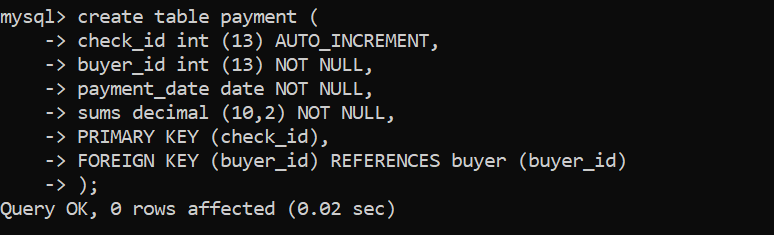 mysql> create table payment (
    -> check_id int (13) AUTO_INCREMENT,
    -> buyer_id int (13) NOT NULL,
    -> payment_date date NOT NULL,
    -> sums decimal (10,2) NOT NULL,
    -> PRIMARY KEY (check_id),
    -> FOREIGN KEY (buyer_id) REFERENCES buyer (buyer_id)
    -> );
Query OK, 0 rows affected (0.02 sec)